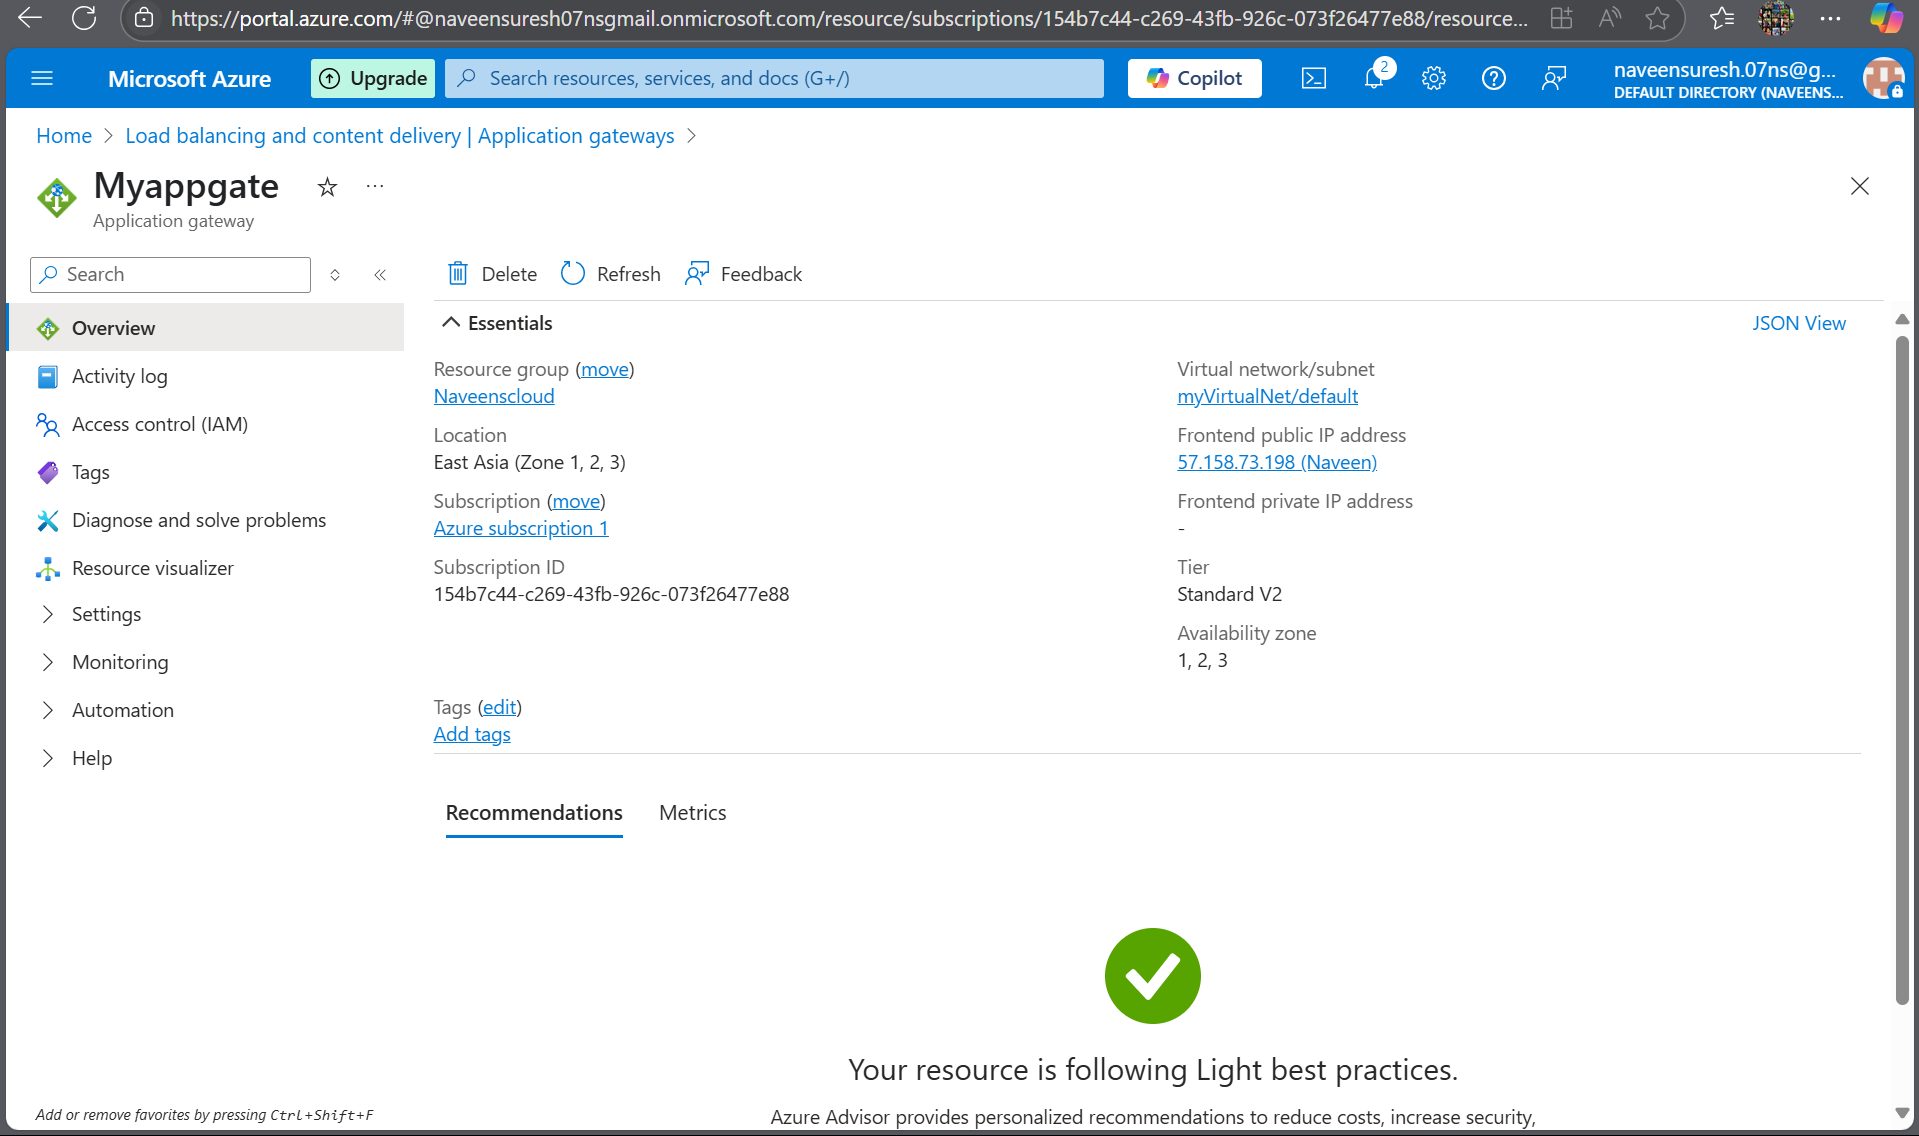 https://portal.azure.com/#@naveensuresh07nsgmail.onmicrosoft.com/resource/subscriptions/154b7c44-c269-43fb-926c-073f26477e88/resource...
Microsoft Azure
Upgrade
Search resources, services, and docs (G+/)
Copilot
2
naveensuresh.07ns@g...
DEFAULT DIRECTORY (NAVEENS...
Home > Load balancing and content delivery | Application gateways >
Myappgate
Application gateway
Search
Delete
Refresh
Feedback
Overview
Activity log
Access control (IAM)
Tags
Diagnose and solve problems
Resource visualizer
Settings
Monitoring
Automation
Help
Add or remove favorites by pressing Ctrl+Shift+F
Essentials
JSON View
Resource group (move)
Naveenscloud
Location
East Asia (Zone 1, 2, 3)
Subscription (move)
Azure subscription 1
Subscription ID
154b7c44-c269-43fb-926c-073f26477e88
Virtual network/subnet
myVirtualNet/default
Frontend public IP address
57.158.73.198 (Naveen)
Frontend private IP address
-
Tier
Standard V2
Availability zone
1, 2, 3
Tags (edit)
Add tags
Recommendations
Metrics
Your resource is following Light best practices.
Azure Advisor provides personalized recommendations to reduce costs, increase security,